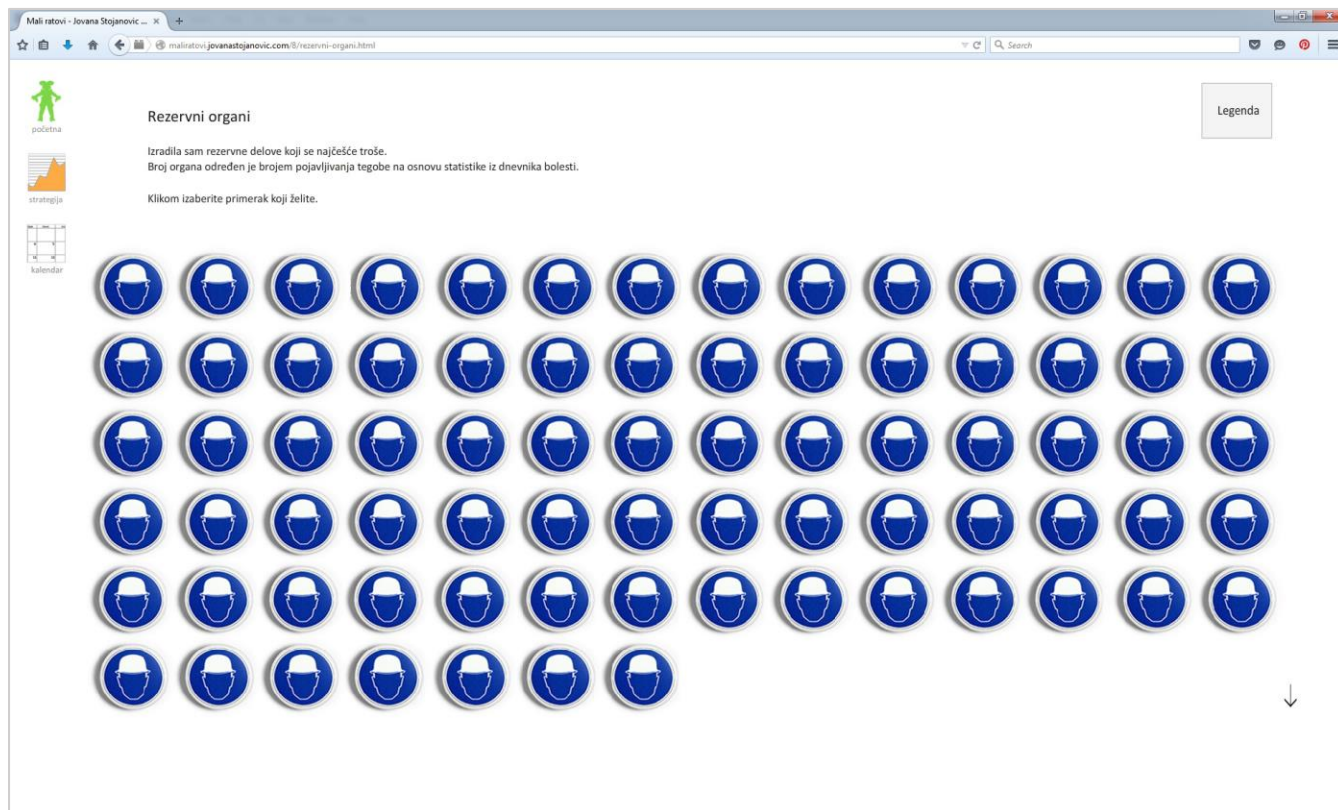 Mali ratovi - Jovana Stojanovic ...
maliratovi.jovanastojanovic.com/8/rezervni-organi.html
Search
početna
strategija
kalendar
Rezervni organi
Izradila sam rezervne delove koji se najčešće troše.
Broj organa određen je brojem pojavljivanja tegobe na osnovu statistike iz dnevnika bolesti.
Klikom izaberite primerak koji želite.
Legenda